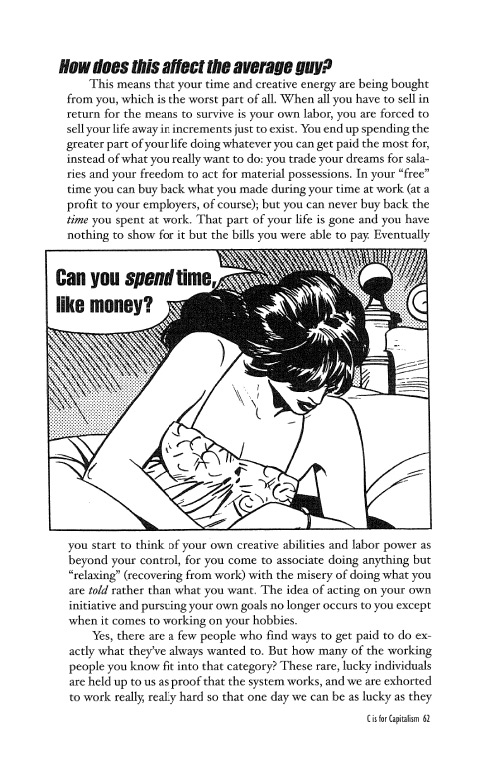 How does this affect the average guy?
This means that your time and creative energy are being bought
from you, which is the worst part of all. When all you have to sell in
return for the means to survive is your own labor, you are forced to
sell your life away in increments just to exist. You end up spending the
greater part of your life doing whatever you can get paid the most for,
instead of what you really want to do: you trade your dreams for sala-
ries and your freedom to act for material possessions. In your “free”
time you can buy back what you made during your time at work (at a
profit to your employers, of course); but you can never buy back the
time you spent at work. That part of your life is gone and you have
nothing to show for it but the bills you were able to pay. Eventually
Can you spend time,
like money?
you start to think of your own creative abilities and labor power as
beyond your control, for you come to associate doing anything but
“relaxing” (recovering from work) with the misery of doing what you
are told rather than what you want. The idea of acting on your own
initiative and pursuing your own goals no longer occurs to you except
when it comes to working on your hobbies.
Yes, there are a few people who find ways to get paid to do ex-
actly what they’ve always wanted to. But how many of the working
people you know fit into that category? These rare, lucky individuals
are held up to us as proof that the system works, and we are exhorted
to work really, really hard so that one day we can be as lucky as they
C is for Capitalism 62